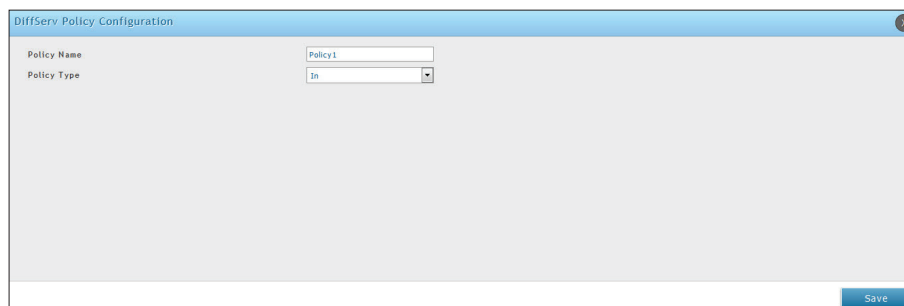 DiffServ Policy Configuration
Policy Name
Policy1
Policy Type
In
Save